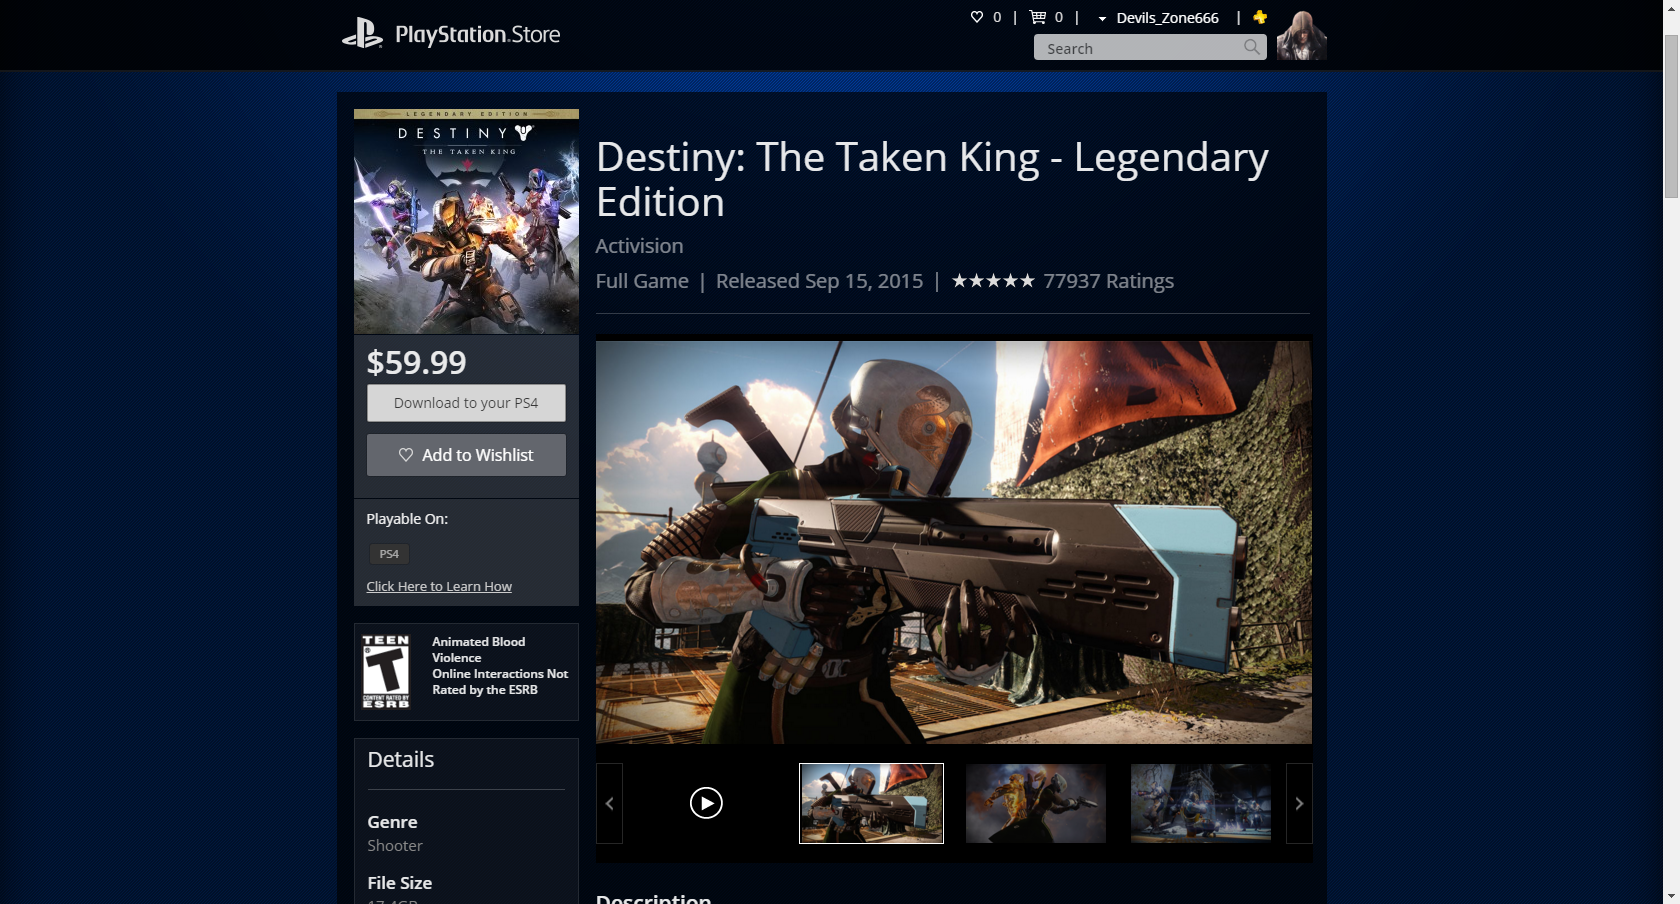 PlayStation.Store
0 | 0 | Devils_Zone666 |
Search
LEGENDARY EDITION
DESTINY
THE TAKEN KING
Destiny: The Taken King - Legendary
Edition
Activision
Full Game | Released Sep 15, 2015 | ★★★★★ 77937 Ratings
$59.99
Download to your PS4
Add to Wishlist
Playable On:
PS4
Click Here to Learn How
TEEN
T
CONTENT RATED BY
ESRB
Animated Blood
Violence
Online Interactions Not
Rated by the ESRB
Details
Genre
Shooter
File Size
17.4GB
Description